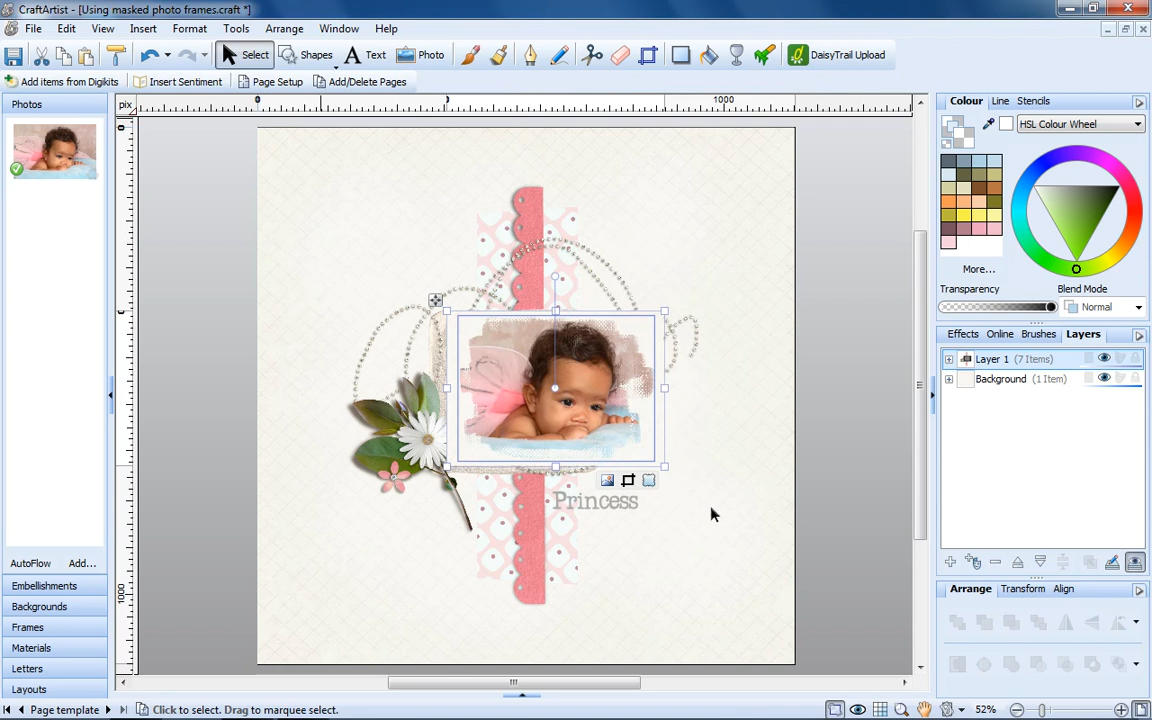 CraftArtist - [Using masked photo frames.craft *]
File Edit View Insert Format Tools Arrange Window Help
Select Shapes Text Photo DaisyTrail Upload
Add items from Digikits Insert Sentiment Page Setup Add/Delete Pages
Photos
pix 0 0 1000
Colour Line Stencils
HSL Colour Wheel
More...
Transparency Blend Mode
Normal
Effects Online Brushes Layers
Layer 1 (7 Items)
Background (1 Item)
Princess
AutoFlow Add...
Embellishments
Backgrounds
Frames
Materials
Letters
Layouts
0
1000
Arrange Transform Align
Page template Click to select. Drag to marquee select. 52%